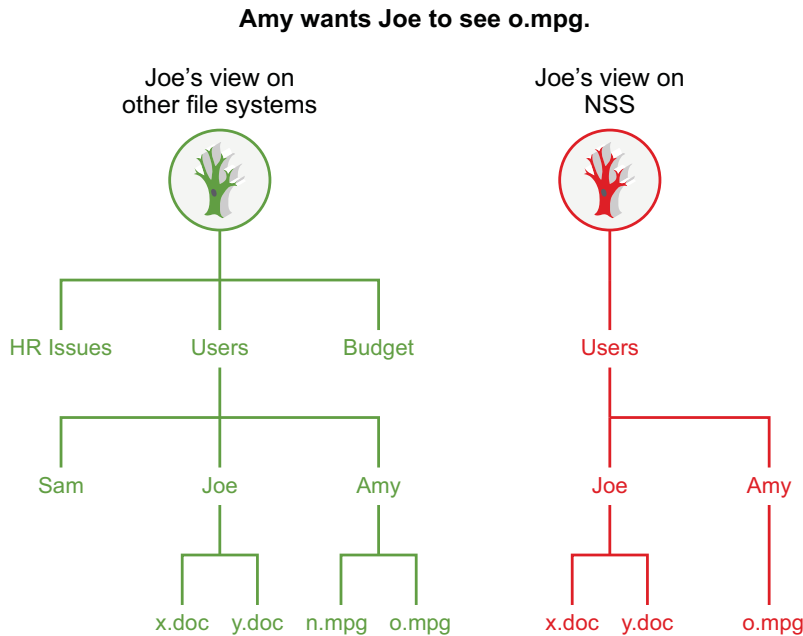 Amy wants Joe to see o.mpg.
Joe’s view on
other file systems
Joe’s view on
NSS
HR Issues
Users
Budget
Users
Sam
Joe
Amy
Joe
Amy
x.doc
y.doc
n.mpg
o.mpg
x.doc
y.doc
o.mpg